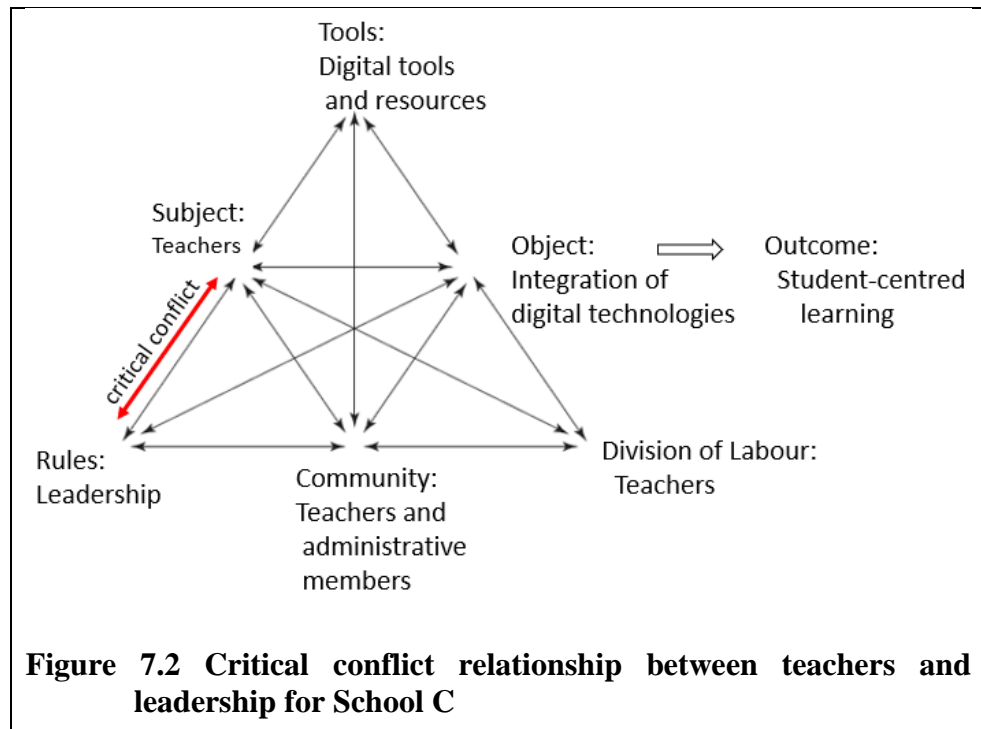 Tools:
Digital tools
and resources
Subject:
Teachers
Object:
Integration of
digital technologies
Outcome:
Student-centred
learning
critical conflict
Rules:
Leadership
Community:
Teachers and
administrative
members
Division of Labour:
Teachers
Figure 7.2 Critical conflict relationship between teachers and
leadership for School C